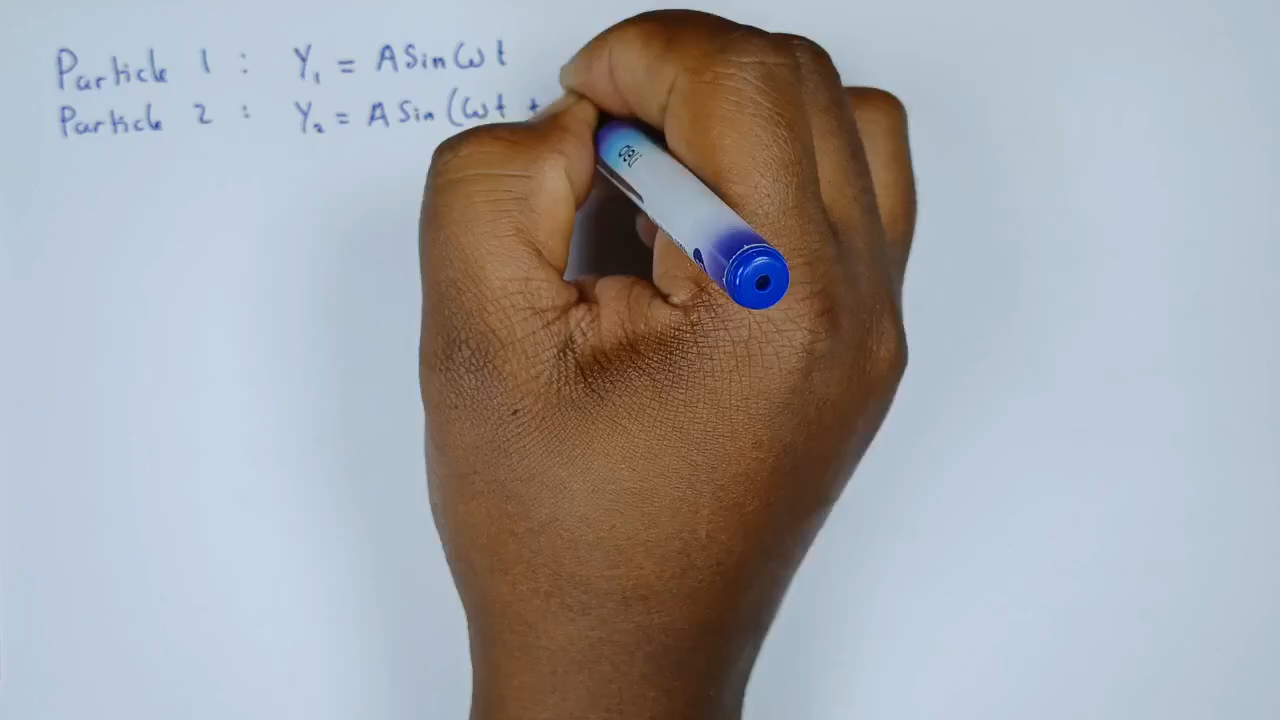 Particle 1 : Y₁ = A Sin ωt
Particle 2 : Y₂ = A Sin (ωt +